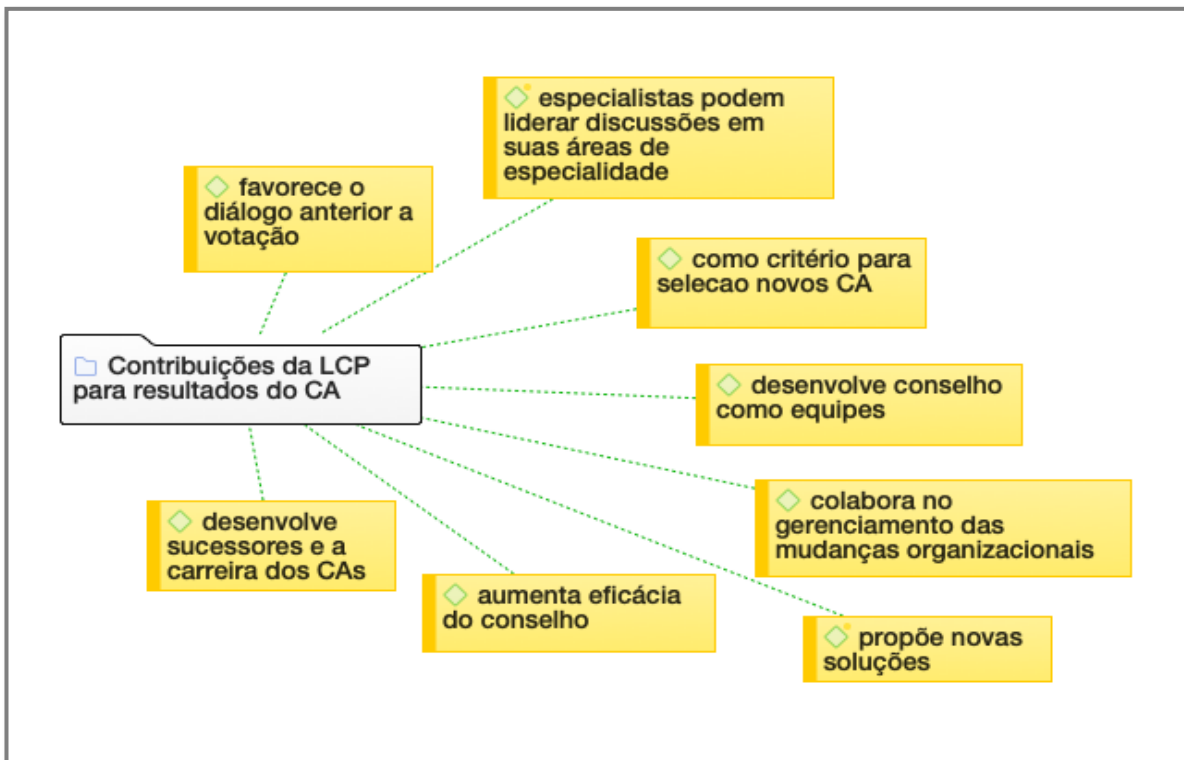 especialistas podem
liderar discussões em
suas áreas de
especialidade
favorece o
diálogo anterior a
votação
como critério para
selecao novos CA
Contribuições da LCP
para resultados do CA
desenvolve conselho
como equipes
colabora no
gerenciamento das
mudanças organizacionais
desenvolve
sucessores e a
carreira dos CAs
aumenta eficácia
do conselho
propõe novas
soluções